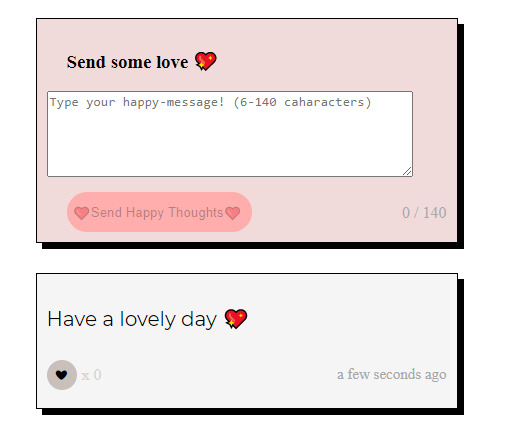 Send some love 💖
Type your happy-message! (6-140 caharacters)
❤️Send Happy Thoughts❤️
0 / 140
Have a lovely day 💖
x 0
a few seconds ago